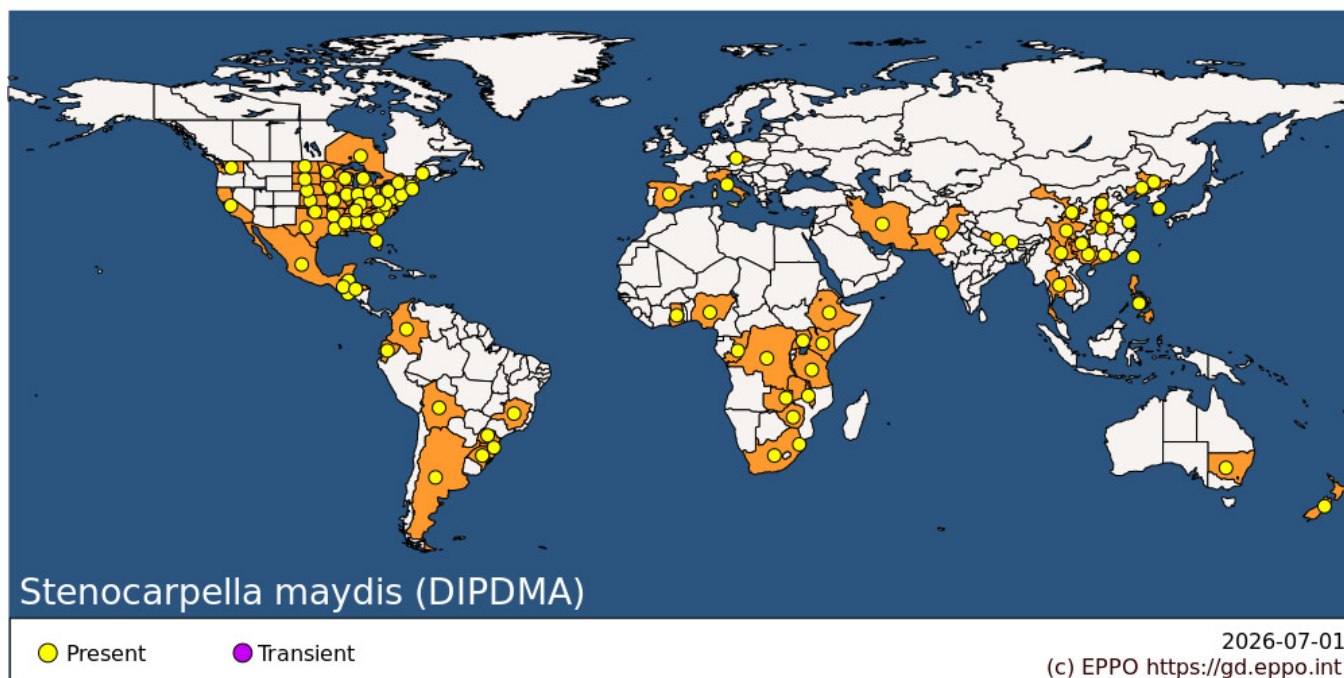 Stenocarpella maydis (DIPDMA)
Present
Transient
2026-07-01
(c) EPPO https://gd.eppo.int